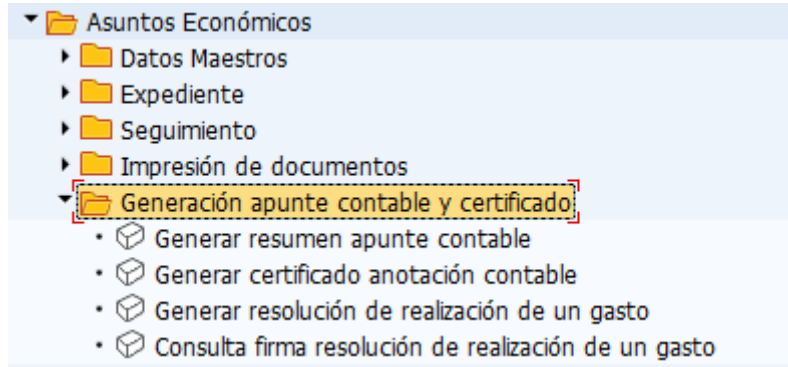 Asuntos Económicos
Datos Maestros
Expediente
Seguimiento
Impresión de documentos
Generación apunte contable y certificado
Generar resumen apunte contable
Generar certificado anotación contable
Generar resolución de realización de un gasto
Consulta firma resolución de realización de un gasto